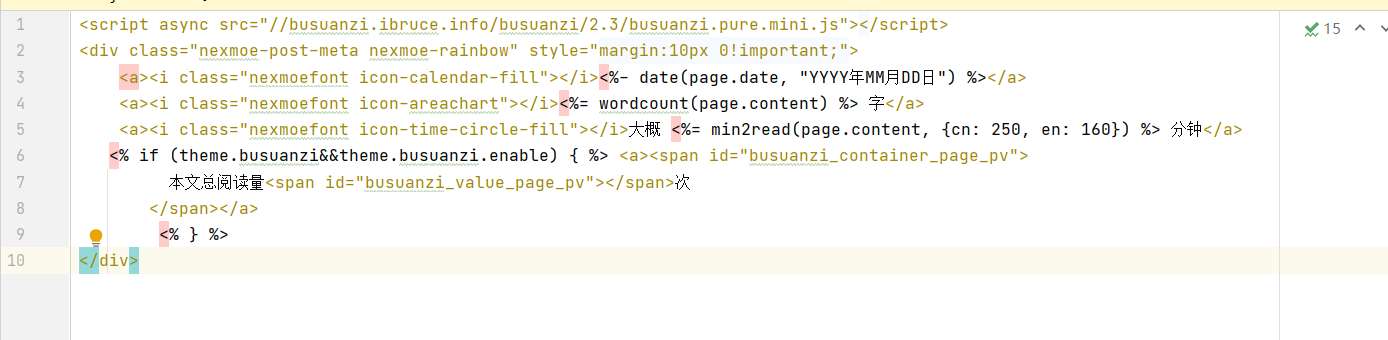 1 <script async src="//busuanzi.ibruce.info/busuanzi/2.3/busuanzi.pure.mini.js"></script>
15
2 <div class="nexmoe-post-meta nexmoe-rainbow" style="margin:10px 0!important;">
3 <a><i class="nexmoefont icon-calendar-fill"></i><%- date(page.date, "YYYY年MM月DD日") %></a>
4 <a><i class="nexmoefont icon-areachart"></i><%= wordcount(page.content) %> 字</a>
5 <a><i class="nexmoefont icon-time-circle-fill"></i>大概 <%= min2read(page.content, {cn: 250, en: 160}) %> 分钟</a>
6 <% if (theme.busuanzi&&theme.busuanzi.enable) { %> <a><span id="busuanzi_container_page_pv">
7 本文总阅读量<span id="busuanzi_value_page_pv"></span>次
8 </span></a>
9 <% } %>
10 </div>